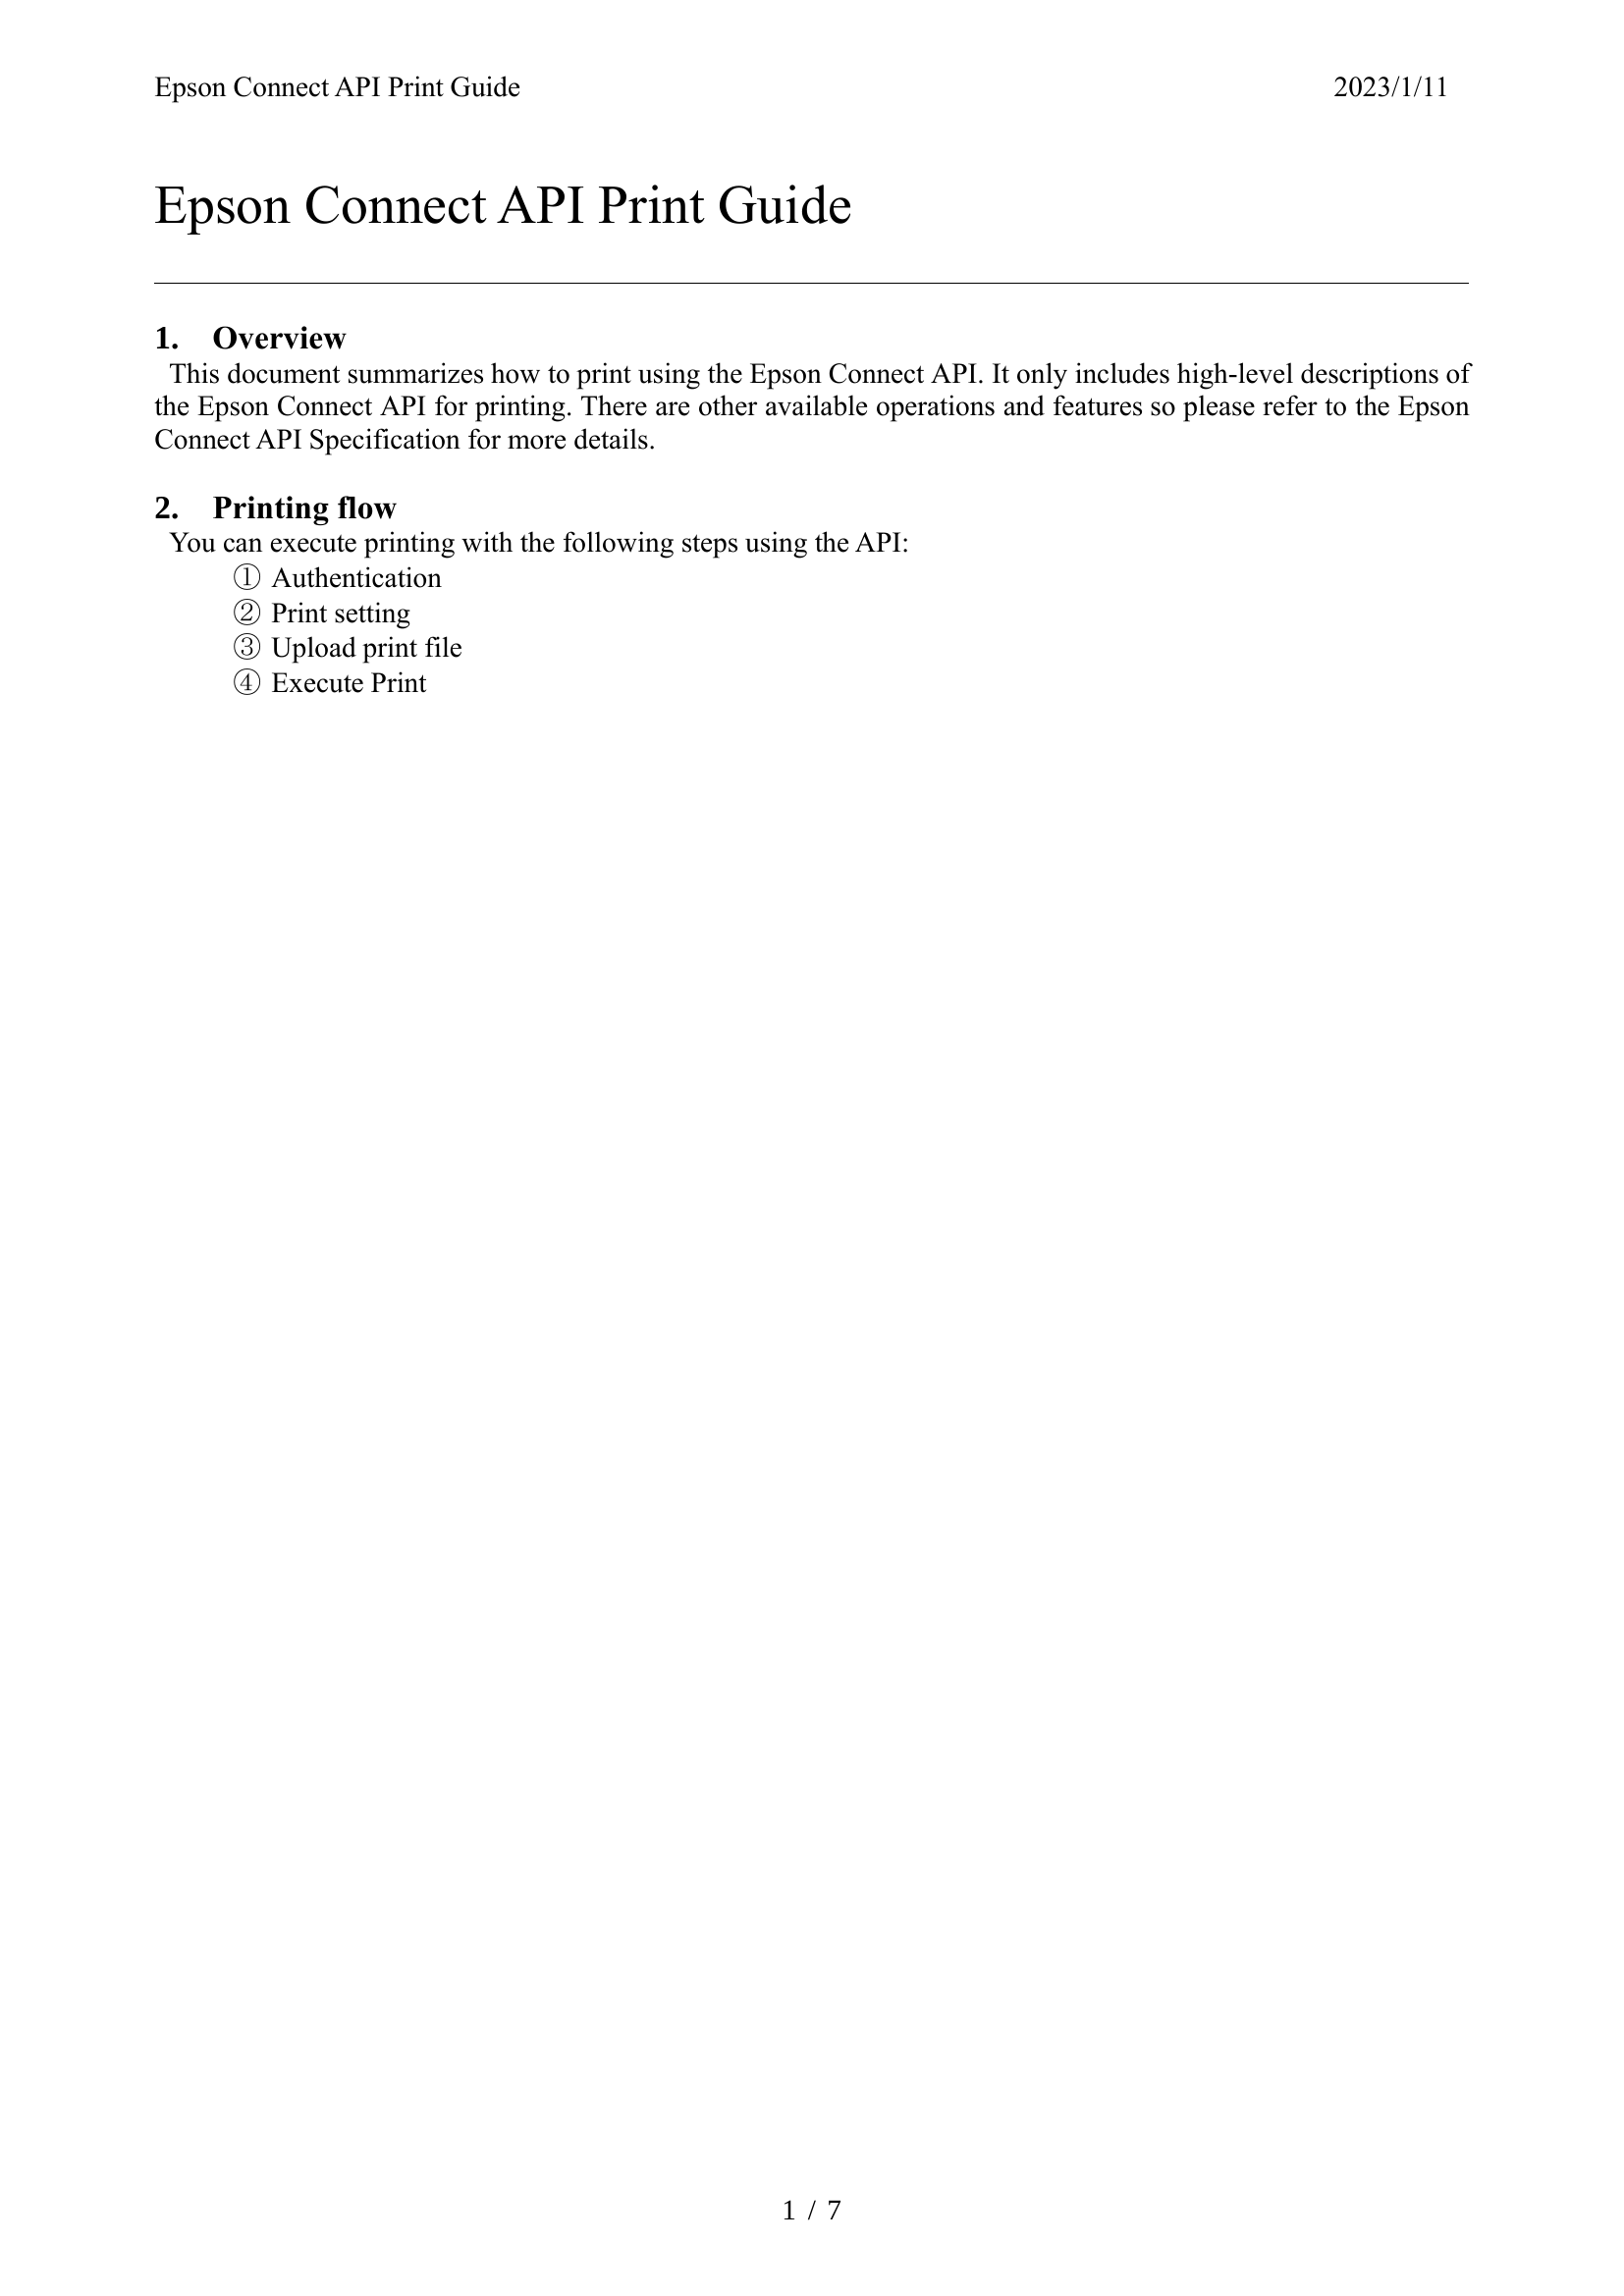 Epson Connect API Print Guide 2023/1/11
Epson Connect API Print Guide
1. Overview
This document summarizes how to print using the Epson Connect API. It only includes high-level descriptions of
the Epson Connect API for printing. There are other available operations and features so please refer to the Epson
Connect API Specification for more details.
2. Printing flow
You can execute printing with the following steps using the API:
① Authentication
② Print setting
③ Upload print file
④ Execute Print
1 / 7